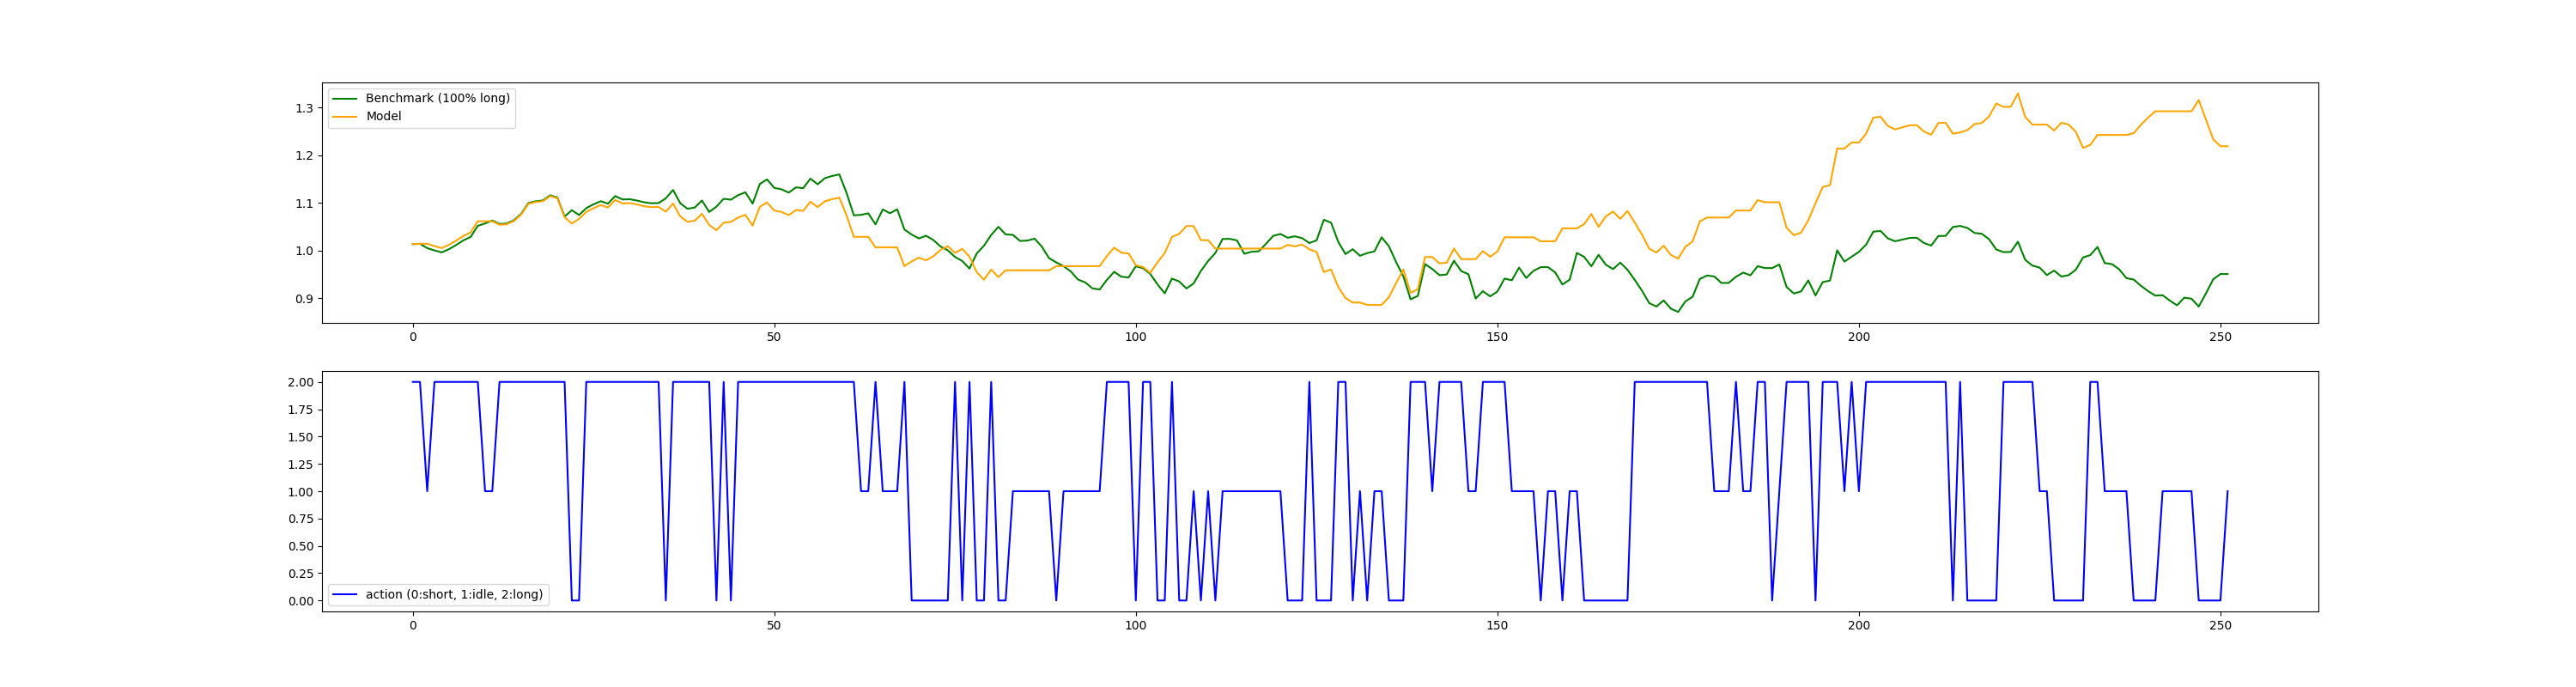 Benchmark (100% long)
Model
1.3
1.2
1.1
1.0
0.9
0 50 100 150 200 250
2.00
1.75
1.50
1.25
1.00
0.75
0.50
0.25
0.00
action (0:short, 1:idle, 2:long)
0 50 100 150 200 250